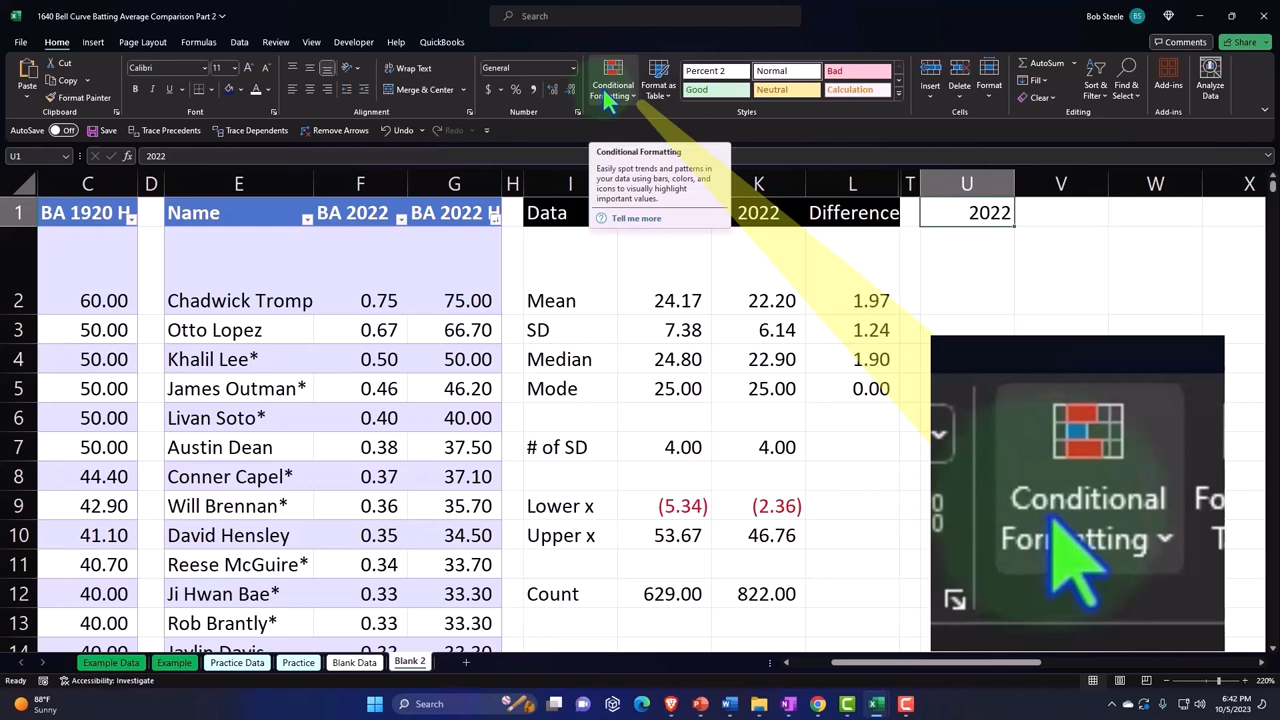 1640 Bell Curve Batting Average Comparison Part 2
Search
Bob Steele BS
File Home Insert Page Layout Formulas Data Review View Developer Help QuickBooks
Comments Share
Paste Cut Copy Format Painter
Calibri 11
Wrap Text
Merge & Center
General
Conditional Formatting Format as Table
Percent 2 Normal Bad
Good Neutral Calculation
Insert Delete Format
AutoSum Fill Clear
Sort & Filter Find & Select
Add-ins
Analyze Data
Clipboard Font Alignment Number Styles Cells Editing Add-ins
AutoSave Off Save Trace Precedents Trace Dependents Remove Arrows Undo Redo
U1 fx 2022
Conditional Formatting
Easily spot trends and patterns in
your data using bars, colors, and
icons to visually highlight
important values.
Tell me more
C D E F G H I K L T U V W X
1 BA 1920 H Name BA 2022 BA 2022 H Data 2022 Difference 2022
2 60.00 Chadwick Tromp 0.75 75.00 Mean 24.17 22.20 1.97
3 50.00 Otto Lopez 0.67 66.70 SD 7.38 6.14 1.24
4 50.00 Khalil Lee* 0.50 50.00 Median 24.80 22.90 1.90
5 50.00 James Outman* 0.46 46.20 Mode 25.00 25.00 0.00
6 50.00 Livan Soto* 0.40 40.00
7 50.00 Austin Dean 0.38 37.50 # of SD 4.00 4.00
8 44.40 Conner Capel* 0.37 37.10
9 42.90 Will Brennan* 0.36 35.70 Lower x (5.34) (2.36)
10 41.10 David Hensley 0.35 34.50 Upper x 53.67 46.76
11 40.70 Reese McGuire* 0.34 33.70
12 40.00 Ji Hwan Bae* 0.33 33.30 Count 629.00 822.00
13 40.00 Rob Brantly* 0.33 33.30
Conditional
Formatting
Example Data Example Practice Data Practice Blank Data Blank 2
Ready Accessibility: Investigate 220%
88°F
Sunny
Search
6:42 PM
10/5/2023